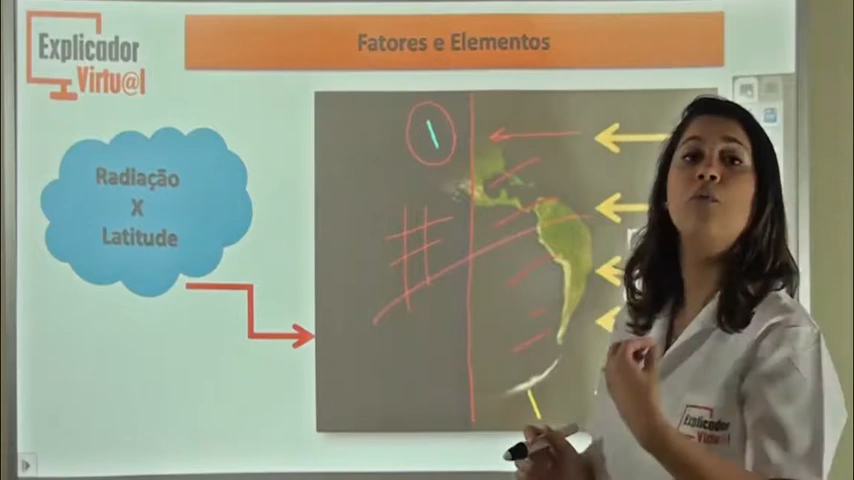 Explicador
Virtu@l
Fatores e Elementos
Radiação
X
Latitude
Explicador
Virtu@l